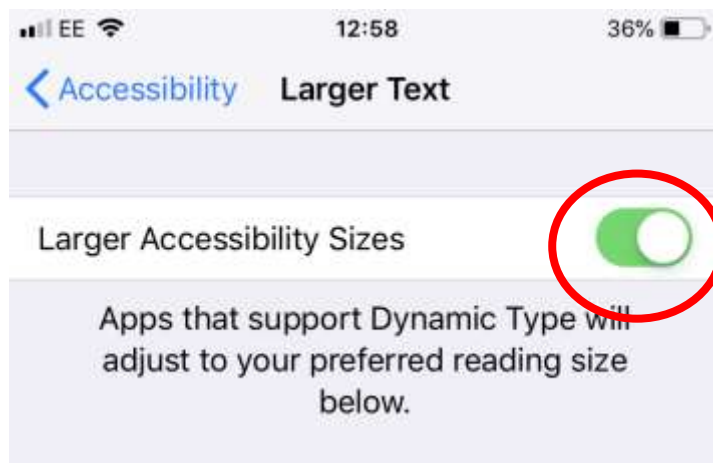 EE 12:58 36%
Accessibility Larger Text
Larger Accessibility Sizes
Apps that support Dynamic Type will
adjust to your preferred reading size
below.